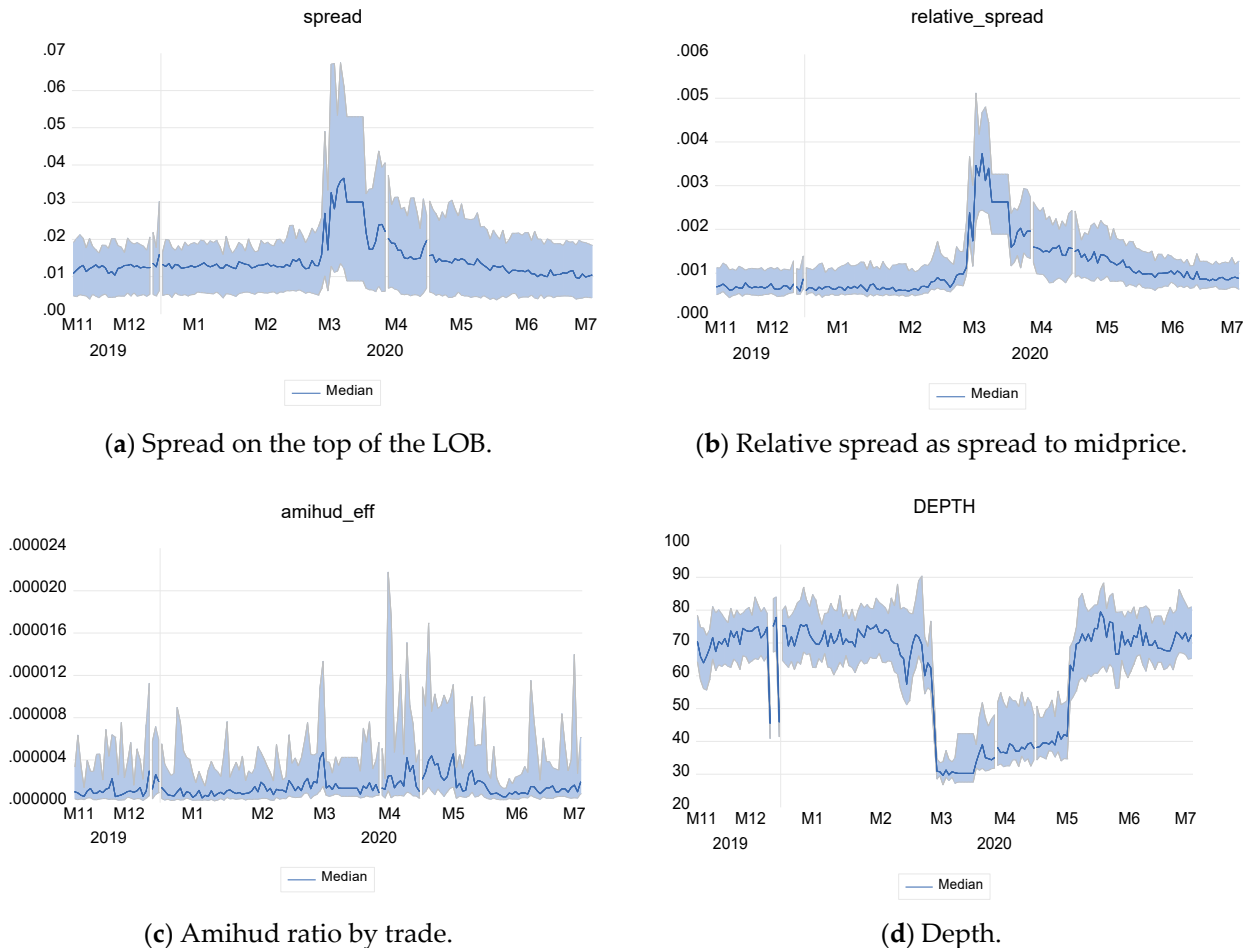 spread
.07
.06
.05
.04
.03
.02
.01
.00
M11 M12 M1 M2 M3 M4 M5 M6 M7
2019 2020
Median
(a) Spread on the top of the LOB.
relative_spread
.006
.005
.004
.003
.002
.001
.000
M11 M12 M1 M2 M3 M4 M5 M6 M7
2019 2020
Median
(b) Relative spread as spread to midprice.
amihud_eff
.000024
.000020
.000016
.000012
.000008
.000004
.000000
M11 M12 M1 M2 M3 M4 M5 M6 M7
2019 2020
Median
(c) Amihud ratio by trade.
DEPTH
100
90
80
70
60
50
40
30
20
M11 M12 M1 M2 M3 M4 M5 M6 M7
2019 2020
Median
(d) Depth.